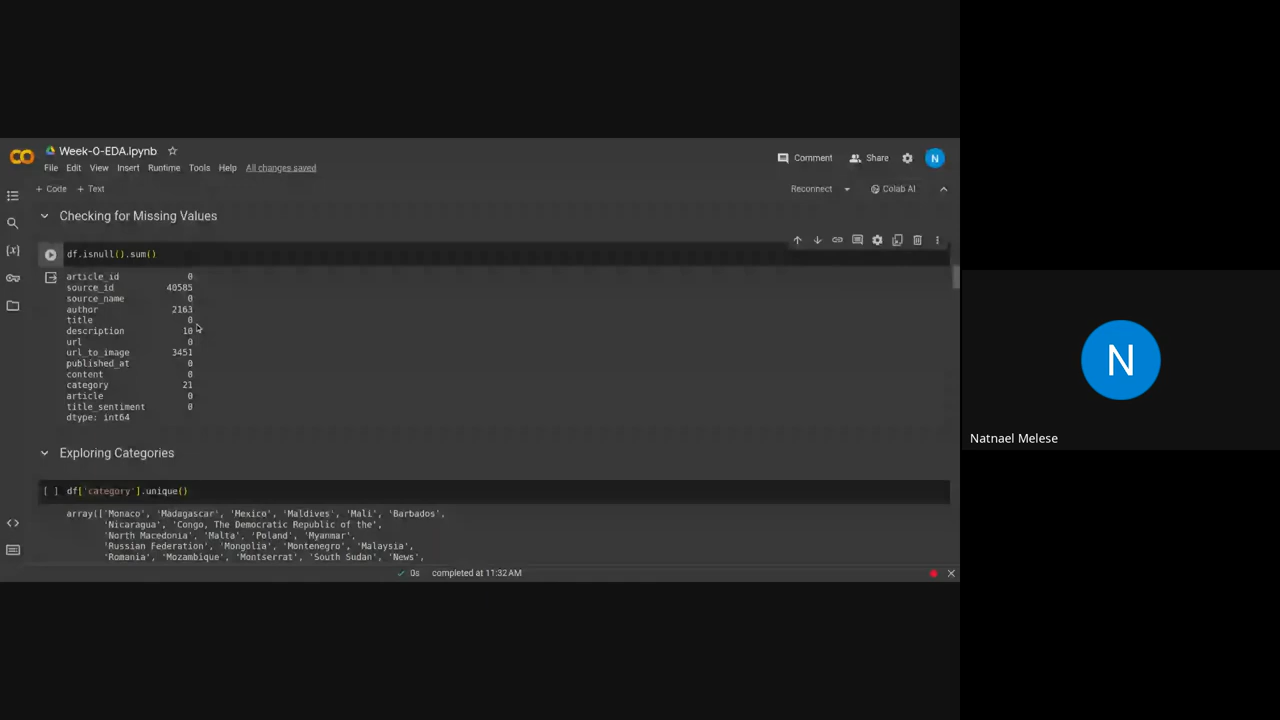 Week-0-EDA.ipynb
File Edit View Insert Runtime Tools Help All changes saved
Comment Share N
+ Code + Text
Reconnect Colab AI
Checking for Missing Values
df.isnull().sum()
article_id 0
source_id 40585
source_name 0
author 2163
title 0
description 10
url 0
url_to_image 3451
published_at 0
content 0
category 21
article 0
title_sentiment 0
dtype: int64
Exploring Categories
[ ] df['category'].unique()
array(['Monaco', 'Madagascar', 'Mexico', 'Maldives', 'Mali', 'Barbados',
'Nicaragua', 'Congo, The Democratic Republic of the',
'North Macedonia', 'Malta', 'Poland', 'Myanmar',
'Russian Federation', 'Mongolia', 'Montenegro', 'Malaysia',
'Romania', 'Mozambique', 'Montserrat', 'South Sudan', 'News',
0s completed at 11:32 AM
N
Natnael Melese